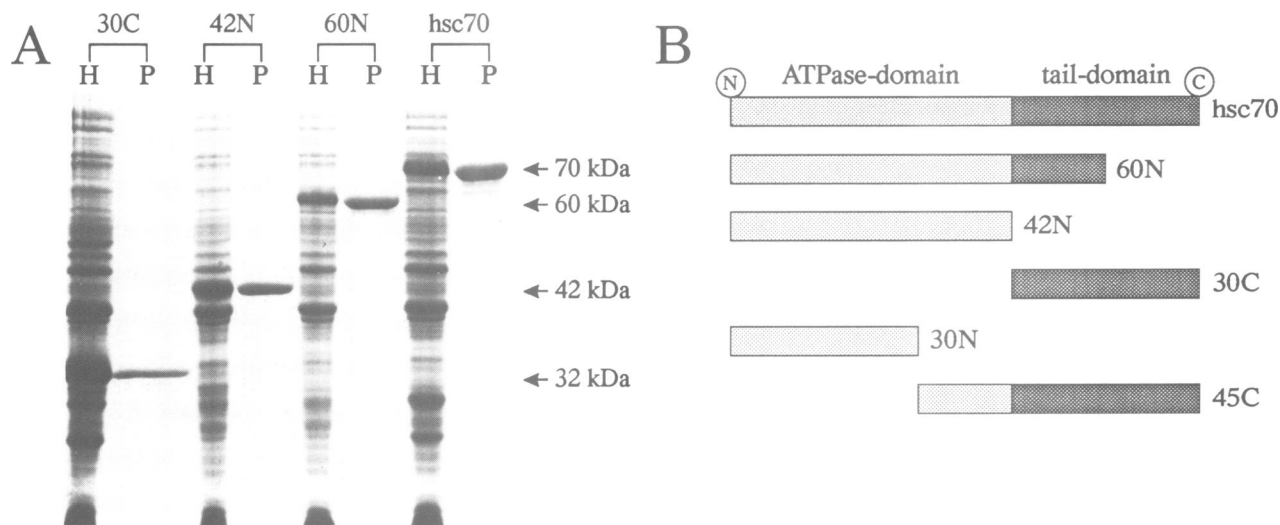 A
30C 42N 60N hsc70
H P H P H P H P
← 70 kDa
← 60 kDa
← 42 kDa
← 32 kDa
B
ATPase-domain tail-domain
N C
hsc70
60N
42N
30C
30N
45C